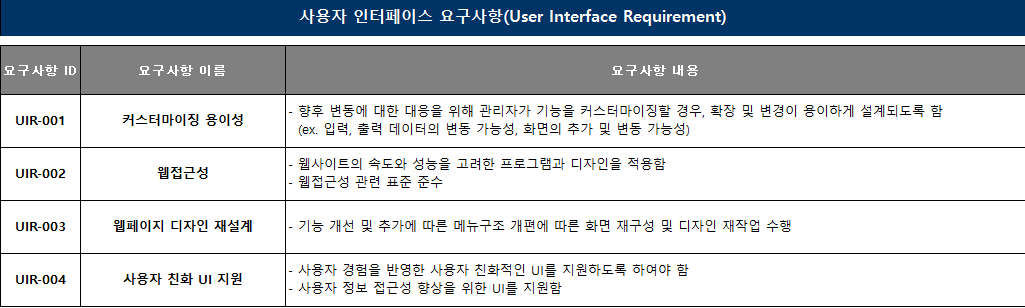 사용자 인터페이스 요구사항(User Interface Requirement)
요구사항 ID 요구사항 이름 요구사항 내용
UIR-001 커스터마이징 용이성 - 향후 변동에 대한 대응을 위해 관리자가 기능을 커스터마이징할 경우, 확장 및 변경이 용이하게 설계되도록 함
(ex. 입력, 출력 데이터의 변동 가능성, 화면의 추가 및 변동 가능성)
UIR-002 웹접근성 - 웹사이트의 속도와 성능을 고려한 프로그램과 디자인을 적용함
- 웹접근성 관련 표준 준수
UIR-003 웹페이지 디자인 재설계 - 기능 개선 및 추가에 따른 메뉴구조 개편에 따른 화면 재구성 및 디자인 재작업 수행
UIR-004 사용자 친화 UI 지원 - 사용자 경험을 반영한 사용자 친화적인 UI를 지원하도록 하여야 함
- 사용자 정보 접근성 향상을 위한 UI를 지원함